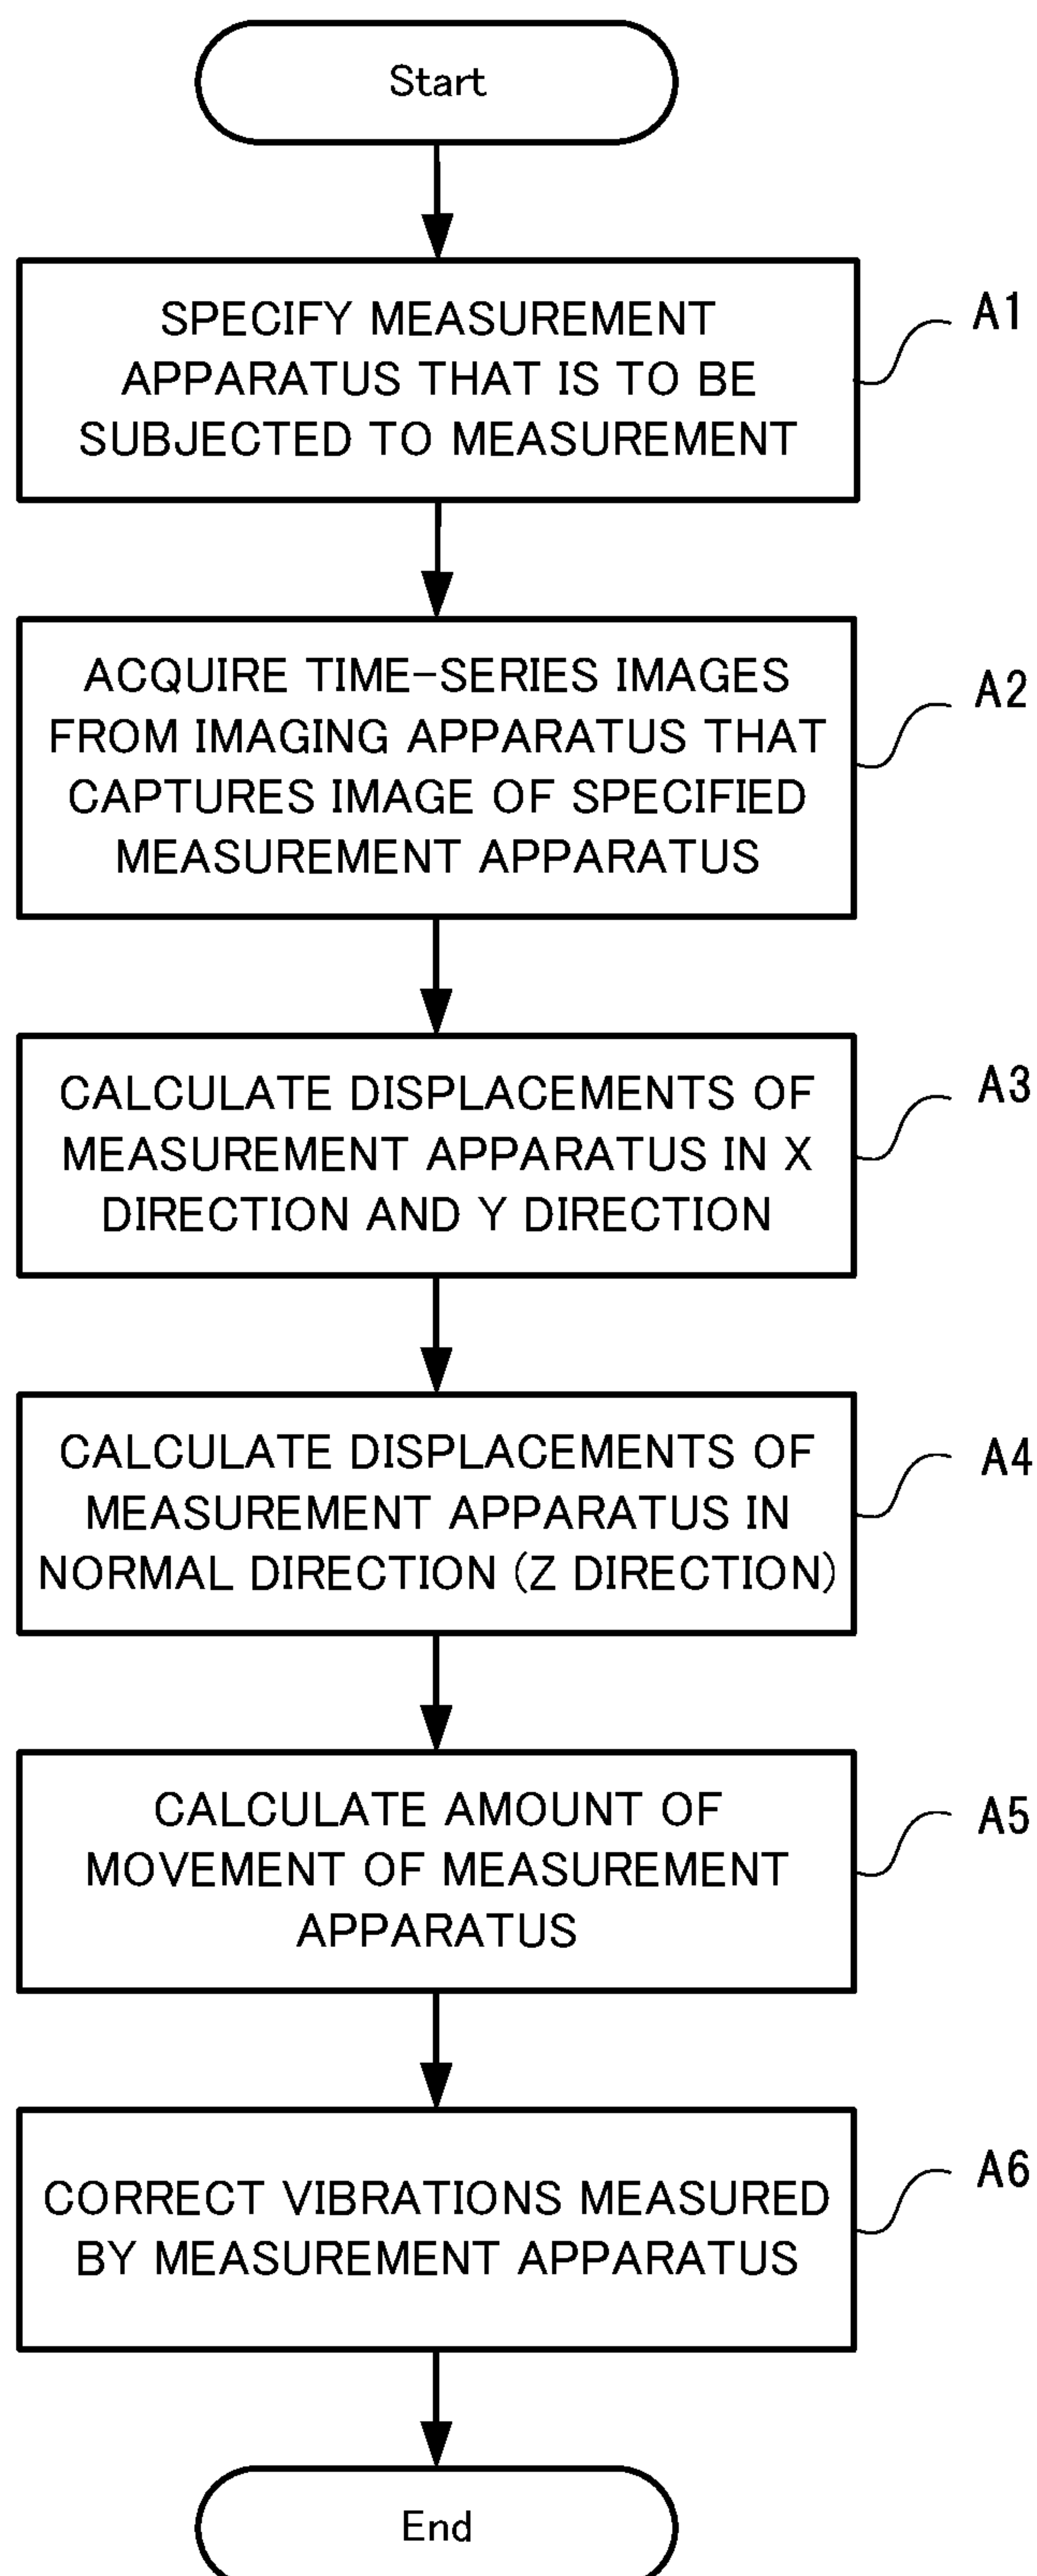 Start
SPECIFY MEASUREMENT
APPARATUS THAT IS TO BE
SUBJECTED TO MEASUREMENT
A1
ACQUIRE TIME-SERIES IMAGES
FROM IMAGING APPARATUS THAT
CAPTURES IMAGE OF SPECIFIED
MEASUREMENT APPARATUS
A2
CALCULATE DISPLACEMENTS OF
MEASUREMENT APPARATUS IN X
DIRECTION AND Y DIRECTION
A3
CALCULATE DISPLACEMENTS OF
MEASUREMENT APPARATUS IN
NORMAL DIRECTION (Z DIRECTION)
A4
CALCULATE AMOUNT OF
MOVEMENT OF MEASUREMENT
APPARATUS
A5
CORRECT VIBRATIONS MEASURED
BY MEASUREMENT APPARATUS
A6
End